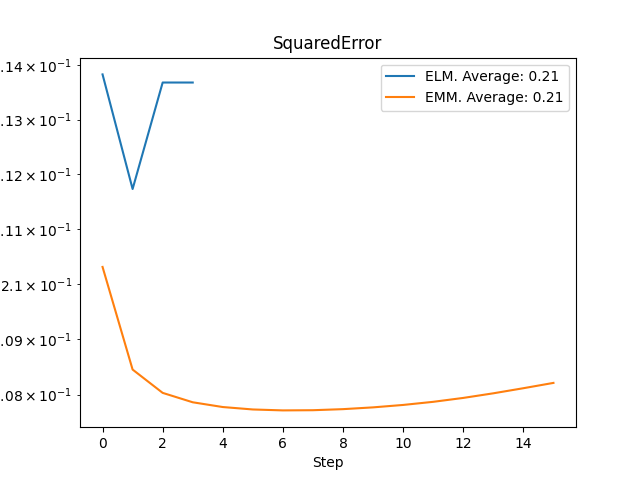 SquaredError
.14 × 10⁻¹
.13 × 10⁻¹
.12 × 10⁻¹
.11 × 10⁻¹
2.1 × 10⁻¹
.09 × 10⁻¹
.08 × 10⁻¹
ELM. Average: 0.21
EMM. Average: 0.21
0 2 4 6 8 10 12 14
Step